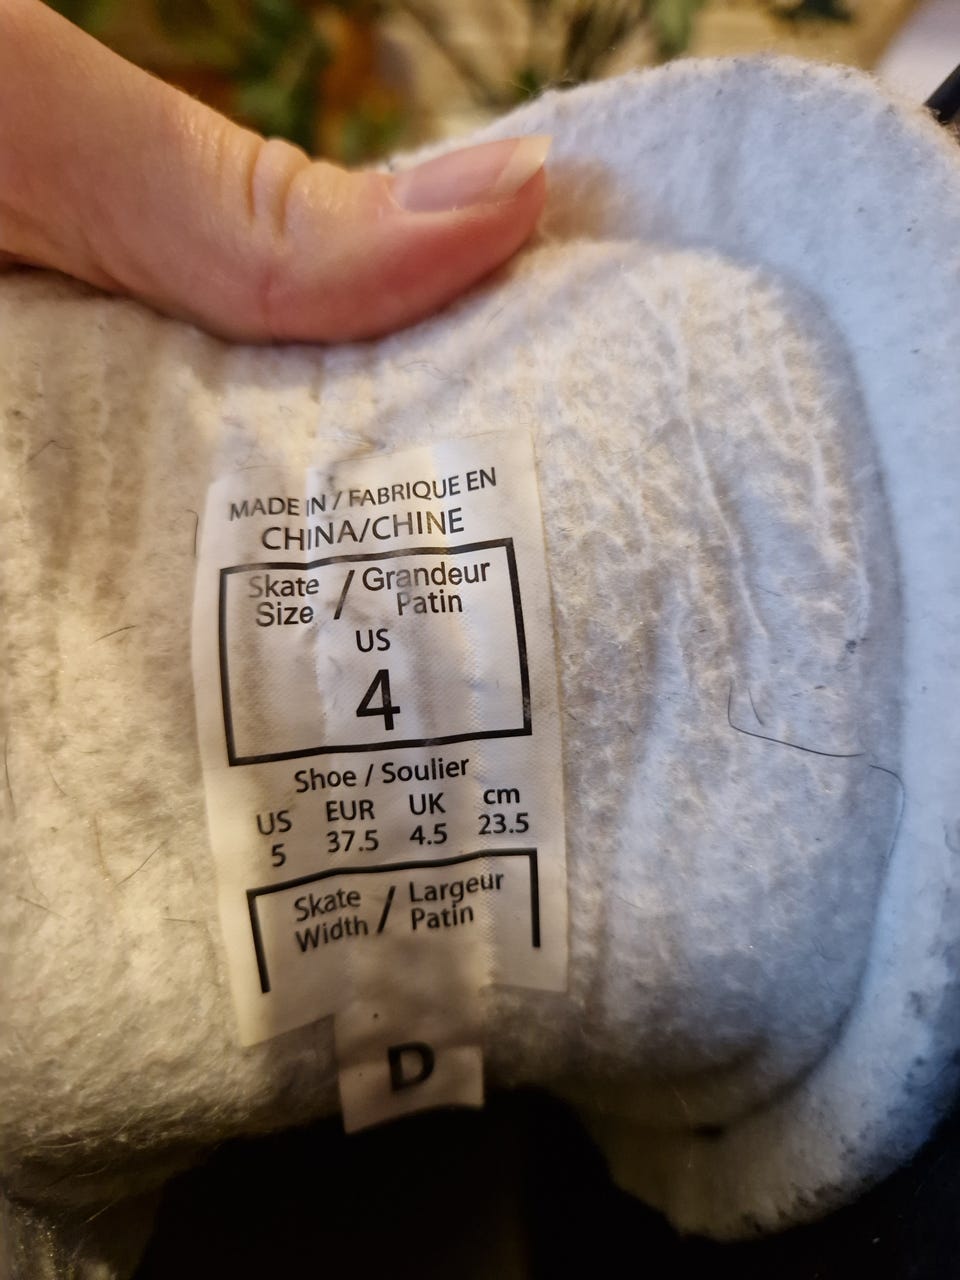 MADE IN / FABRIQUE EN
CHINA/CHINE
Skate Size / Grandeur Patin
US
4
Shoe / Soulier
US EUR UK cm
5 37.5 4.5 23.5
Skate Width / Largeur Patin
D